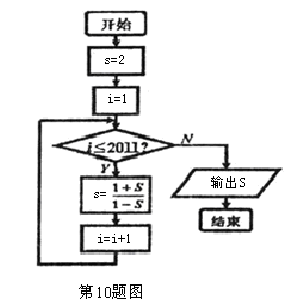 开始
s=2
i=1
i≤2011?
N
Y
s= 1+S / 1-S
输出S
i=i+1
结束
第10题图